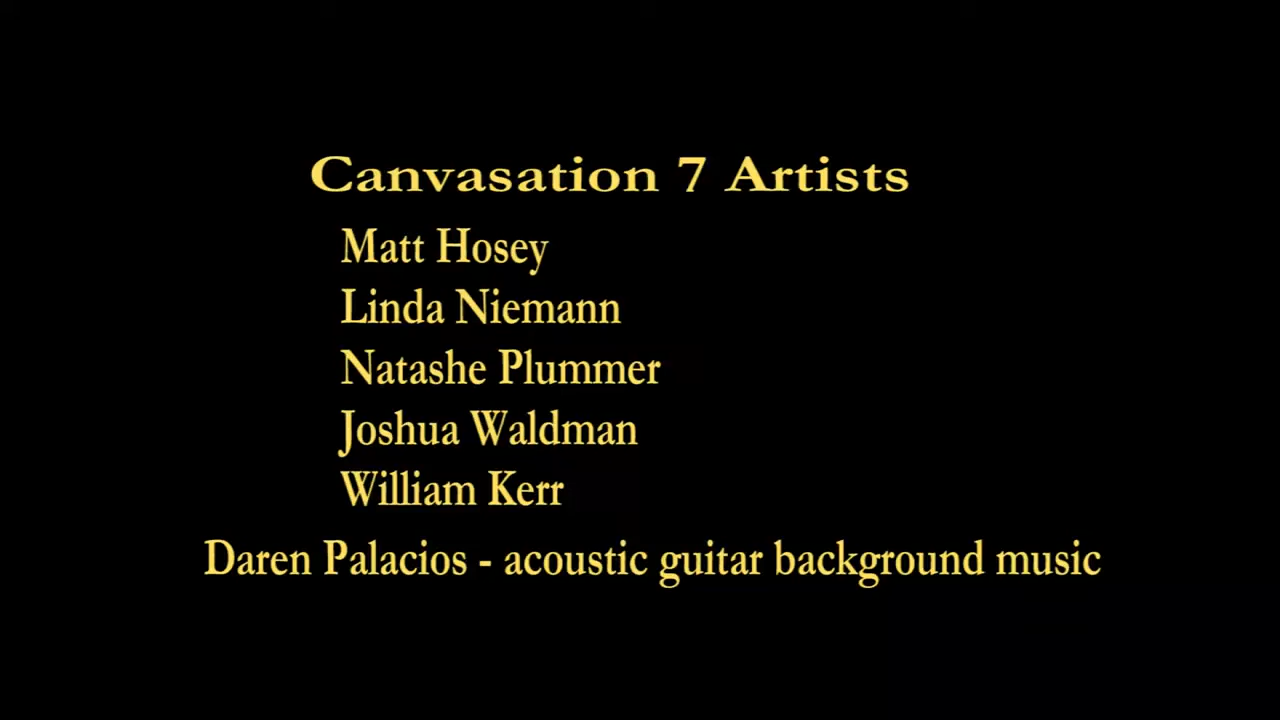 Canvasation 7 Artists
Matt Hosey
Linda Niemann
Natashe Plummer
Joshua Waldman
William Kerr
Daren Palacios - acoustic guitar background music